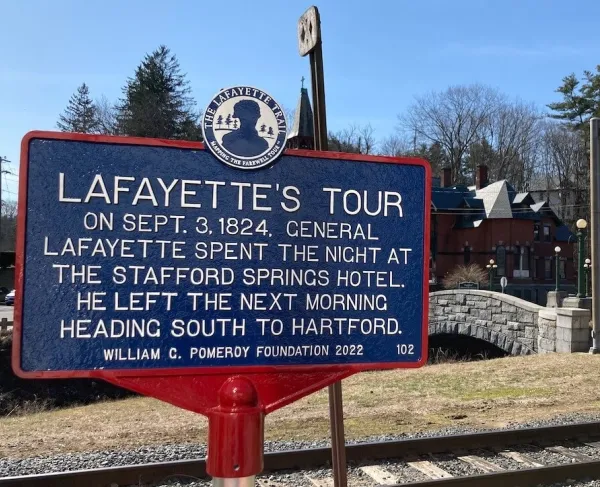 THE LAFAYETTE TRAIL
MAPPING THE FAREWELL TOUR
LAFAYETTE'S TOUR
ON SEPT. 3, 1824, GENERAL
LAFAYETTE SPENT THE NIGHT AT
THE STAFFORD SPRINGS HOTEL.
HE LEFT THE NEXT MORNING
HEADING SOUTH TO HARTFORD.
WILLIAM G. POMEROY FOUNDATION 2022 102